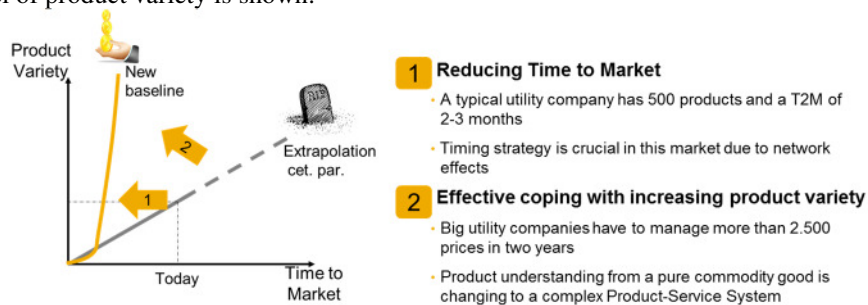 el of product variety is shown.
Product
Variety
New
baseline
RIP
2
1
Extrapolation
cet. par.
Today
Time to
Market
1 Reducing Time to Market
· A typical utility company has 500 products and a T2M of
2-3 months
· Timing strategy is crucial in this market due to network
effects
2 Effective coping with increasing product variety
· Big utility companies have to manage more than 2.500
prices in two years
· Product understanding from a pure commodity good is
changing to a complex Product-Service System